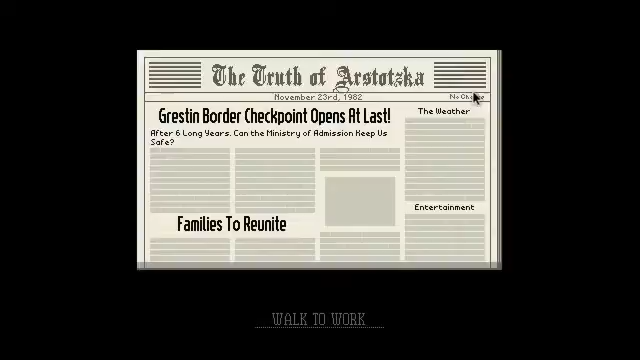 The Truth of Arstotzka
November 23rd, 1982
No
Grestin Border Checkpoint Opens At Last!
After 6 Long Years. Can the Ministry of Admission Keep Us
Safe?
The Weather
Families To Reunite
Entertainment
WALK TO WORK